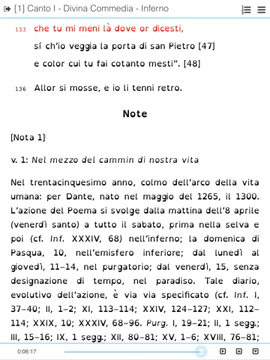 [1] Canto I - Divina Commedia - Inferno
133 che tu mi meni là dove or dicesti,
sí ch'io veggia la porta di san Pietro [47]
e color cui tu fai cotanto mesti”. [48]
136 Allor si mosse, e io li tenni retro.
Note
[Nota 1]
v. 1: Nel mezzo del cammin di nostra vita
Nel trentacinquesimo anno, colmo dell'arco della vita
umana: per Dante, nato nel maggio del 1265, il 1300.
L'azione del Poema si svolge dalla mattina dell'8 aprile
(venerdì santo) a tutto il sabato, prima nella selva e
poi (cf. Inf. XXXIV, 68) nell'inferno; la domenica di
Pasqua, 10, nell'emisfero inferiore; dal lunedì al
giovedì, 11–14, nel purgatorio; dal venerdì, 15, senza
designazione di tempo, nel paradiso. Tale diario,
evolutivo dell'azione, è via via specificato (cf. Inf. I,
37–40; II, 1–2; XI, 113–114; XXIV, 124–127; XXI, 112–
114; XXIX, 10; XXXIV, 68–96. Purg. I, 19–21; II, 1 segg.;
III, 15–16; IX, 1 segg.; XII, 80–81; XV, 1–6; XVIII, 76–81;
0:06:17